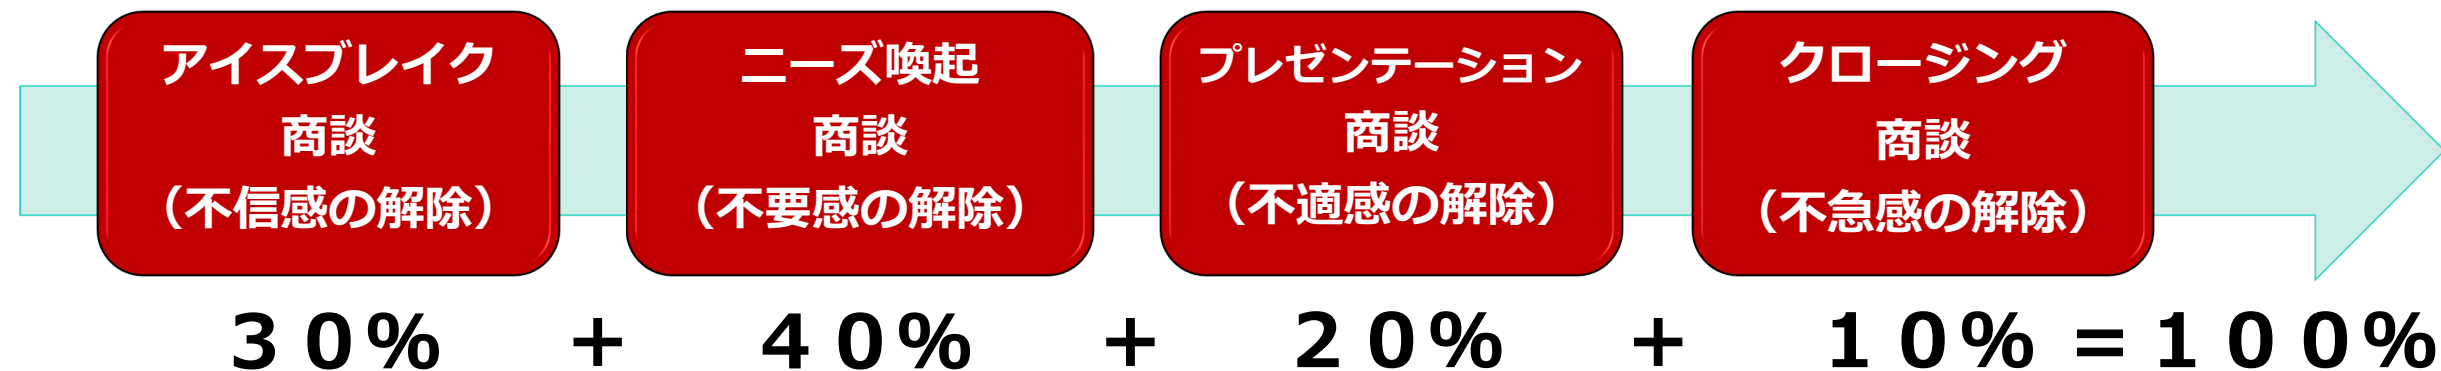 アイスブレイク
商談
（不信感の解除）
ニーズ喚起
商談
（不要感の解除）
プレゼンテーション
商談
（不適感の解除）
クロージング
商談
（不急感の解除）
３０％　＋　４０％　＋　２０％　＋　１０％＝１００％